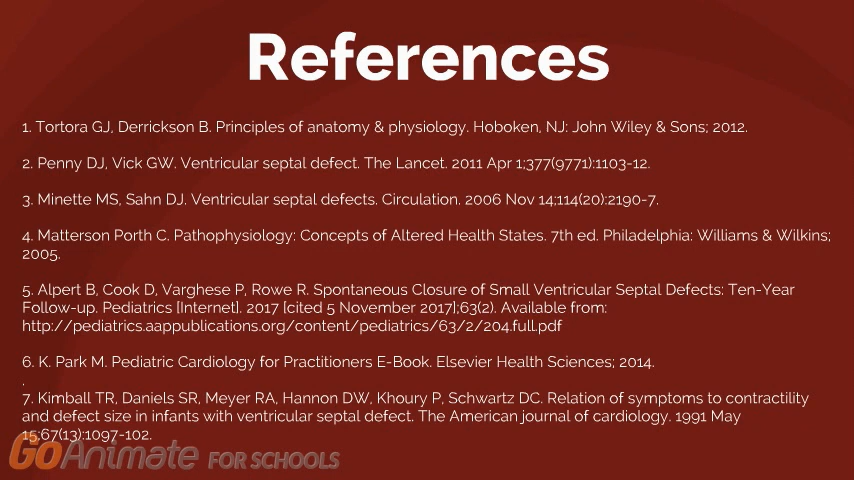 References
1. Tortora GJ, Derrickson B. Principles of anatomy & physiology. Hoboken, NJ: John Wiley & Sons; 2012.
2. Penny DJ, Vick GW. Ventricular septal defect. The Lancet. 2011 Apr 1;377(9771):1103-12.
3. Minette MS, Sahn DJ. Ventricular septal defects. Circulation. 2006 Nov 14;114(20):2190-7.
4. Matterson Porth C. Pathophysiology: Concepts of Altered Health States. 7th ed. Philadelphia: Williams & Wilkins;
2005.
5. Alpert B, Cook D, Varghese P, Rowe R. Spontaneous Closure of Small Ventricular Septal Defects: Ten-Year
Follow-up. Pediatrics [Internet]. 2017 [cited 5 November 2017];63(2). Available from:
http://pediatrics.aappublications.org/content/pediatrics/63/2/204.full.pdf
6. K. Park M. Pediatric Cardiology for Practitioners E-Book. Elsevier Health Sciences; 2014.
.
7. Kimball TR, Daniels SR, Meyer RA, Hannon DW, Khoury P, Schwartz DC. Relation of symptoms to contractility
and defect size in infants with ventricular septal defect. The American journal of cardiology. 1991 May
15;67(13):1097-102.
GoAnimate FOR SCHOOLS